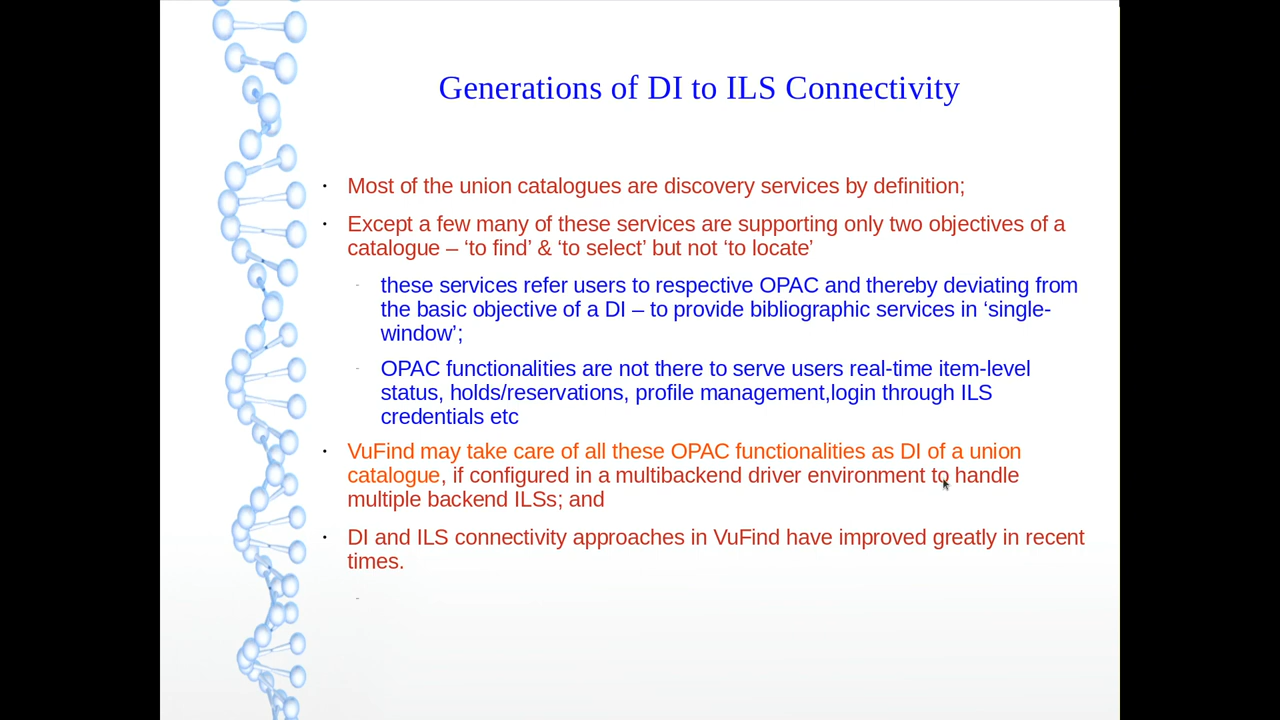 Generations of DI to ILS Connectivity
• Most of the union catalogues are discovery services by definition;
• Except a few many of these services are supporting only two objectives of a
catalogue – ‘to find’ & ‘to select’ but not ‘to locate’
- these services refer users to respective OPAC and thereby deviating from
the basic objective of a DI – to provide bibliographic services in ‘single-
window’;
- OPAC functionalities are not there to serve users real-time item-level
status, holds/reservations, profile management,login through ILS
credentials etc
• VuFind may take care of all these OPAC functionalities as DI of a union
catalogue, if configured in a multibackend driver environment to handle
multiple backend ILSs; and
• DI and ILS connectivity approaches in VuFind have improved greatly in recent
times.
-